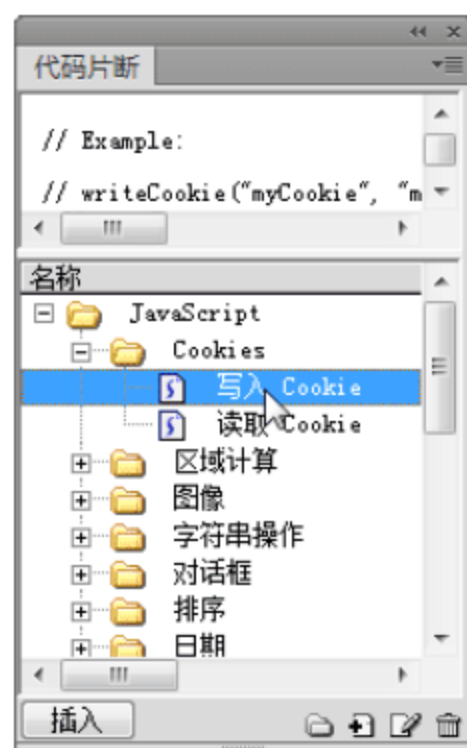 代码片断
// Example:
// writeCookie("myCookie", "m
名称
JavaScript
Cookies
写入 Cookie
读取 Cookie
区域计算
图像
字符串操作
对话框
排序
日期
插入